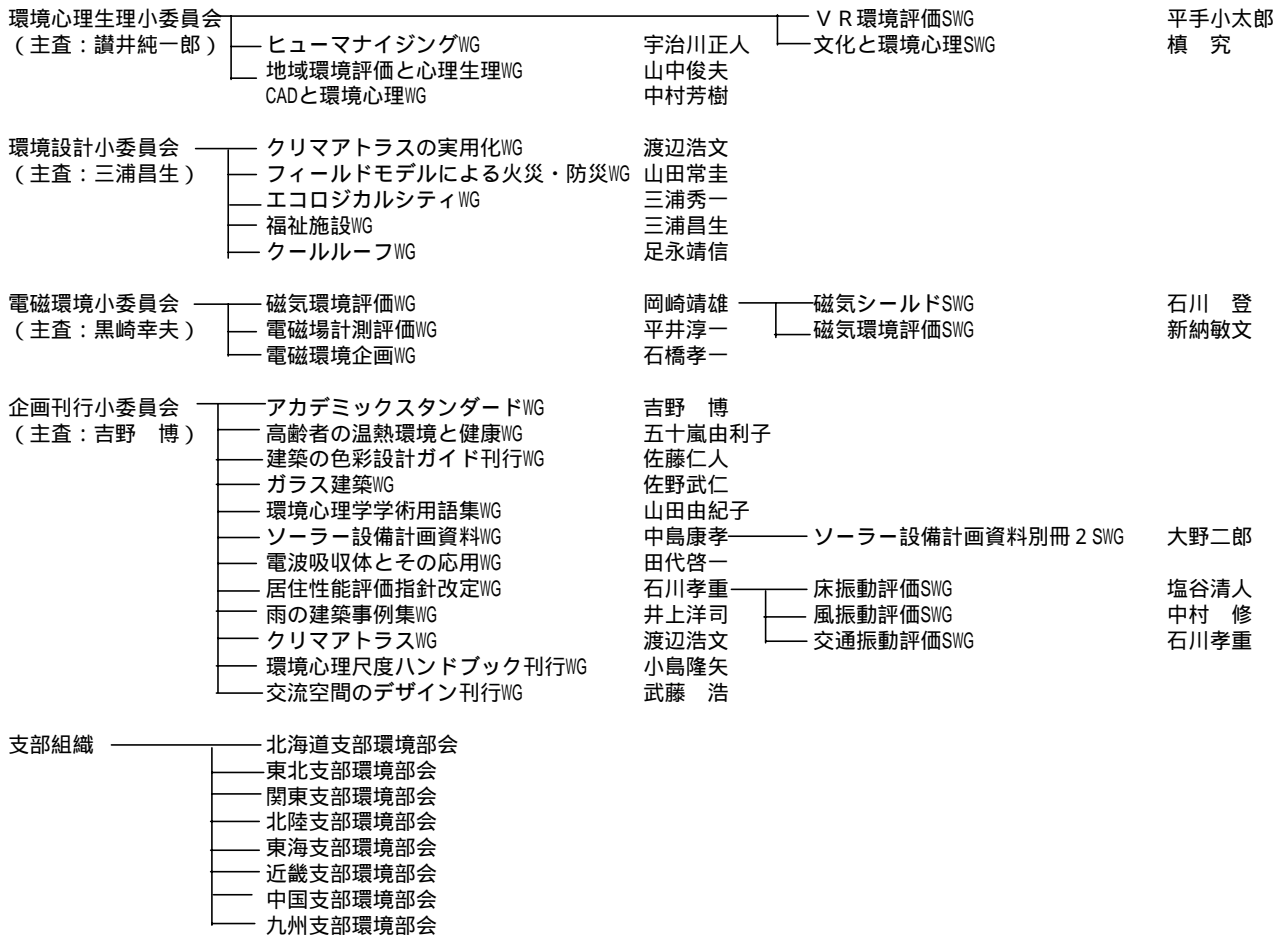 環境心理生理小委員会 ＶＲ環境評価SWG 平手小太郎
（主査：讃井純一郎） ヒューマナイジングWG 宇治川正人 文化と環境心理SWG 槙　究
地域環境評価と心理生理WG 山中俊夫
CADと環境心理WG 中村芳樹
環境設計小委員会 クリマアトラスの実用化WG 渡辺浩文
（主査：三浦昌生） フィールドモデルによる火災・防災WG 山田常圭
エコロジカルシティWG 三浦秀一
福祉施設WG 三浦昌生
クールルーフWG 足永靖信
電磁環境小委員会 磁気環境評価WG 岡崎靖雄 磁気シールドSWG 石川　登
（主査：黒崎幸夫） 電磁場計測評価WG 平井淳一 磁気環境評価SWG 新納敏文
電磁環境企画WG 石橋孝一
企画刊行小委員会 アカデミックスタンダードWG 吉野　博
（主査：吉野　博） 高齢者の温熱環境と健康WG 五十嵐由利子
建築の色彩設計ガイド刊行WG 佐藤仁人
ガラス建築WG 佐野武仁
環境心理学学術用語集WG 山田由紀子
ソーラー設備計画資料WG 中島康孝 ソーラー設備計画資料別冊２SWG 大野二郎
電波吸収体とその応用WG 田代啓一
居住性能評価指針改定WG 石川孝重 床振動評価SWG 塩谷清人
雨の建築事例集WG 井上洋司 風振動評価SWG 中村　修
クリマアトラスWG 渡辺浩文 交通振動評価SWG 石川孝重
環境心理尺度ハンドブック刊行WG 小島隆矢
交流空間のデザイン刊行WG 武藤　浩
支部組織 北海道支部環境部会
東北支部環境部会
関東支部環境部会
北陸支部環境部会
東海支部環境部会
近畿支部環境部会
中国支部環境部会
九州支部環境部会